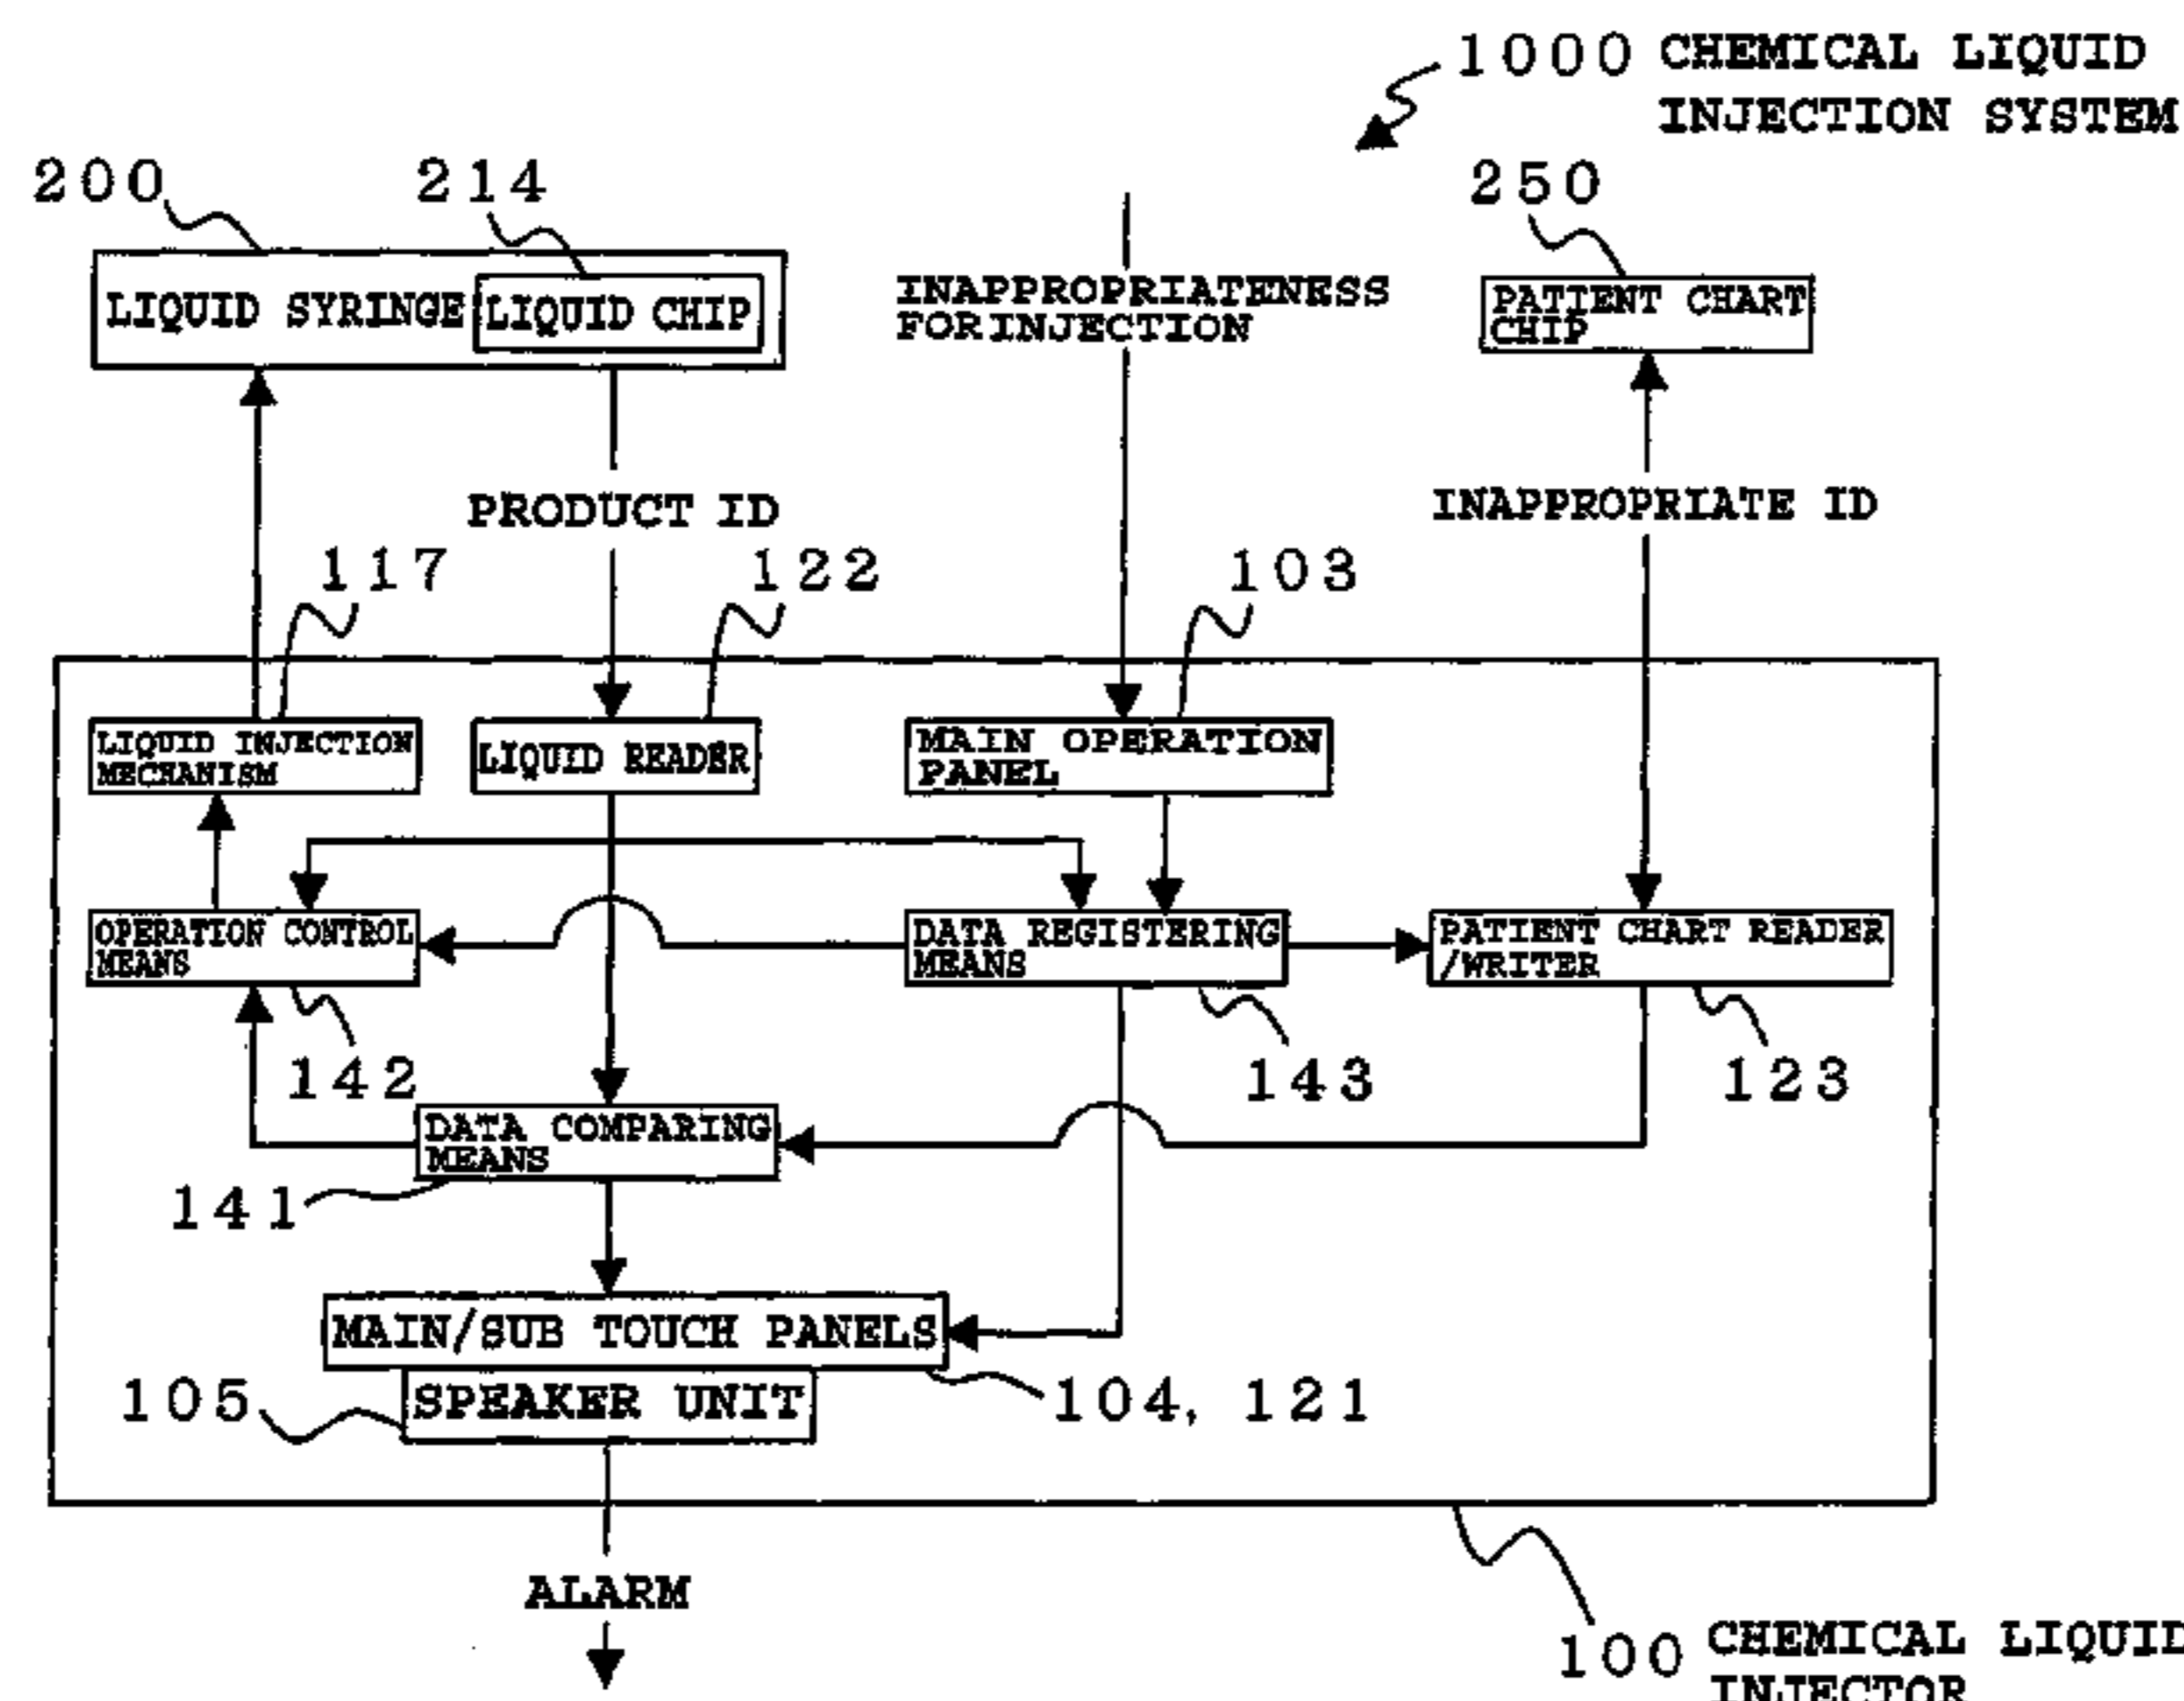 1000 CHEMICAL LIQUID
INJECTION SYSTEM
200
214
250
LIQUID SYRINGE
LIQUID CHIP
INAPPROPRIATENESS
FOR INJECTION
PATIENT CHART
CHIP
PRODUCT ID
INAPPROPRIATE ID
117
122
103
LIQUID INJECTION
MECHANISM
LIQUID READER
MAIN OPERATION
PANEL
OPERATION CONTROL
MEANS
DATA REGISTERING
MEANS
PATIENT CHART READER
/WRITER
142
143
123
DATA COMPARING
MEANS
141
MAIN/SUB TOUCH PANELS
105
SPEAKER UNIT
104, 121
ALARM
100 CHEMICAL LIQUID
INJECTOR